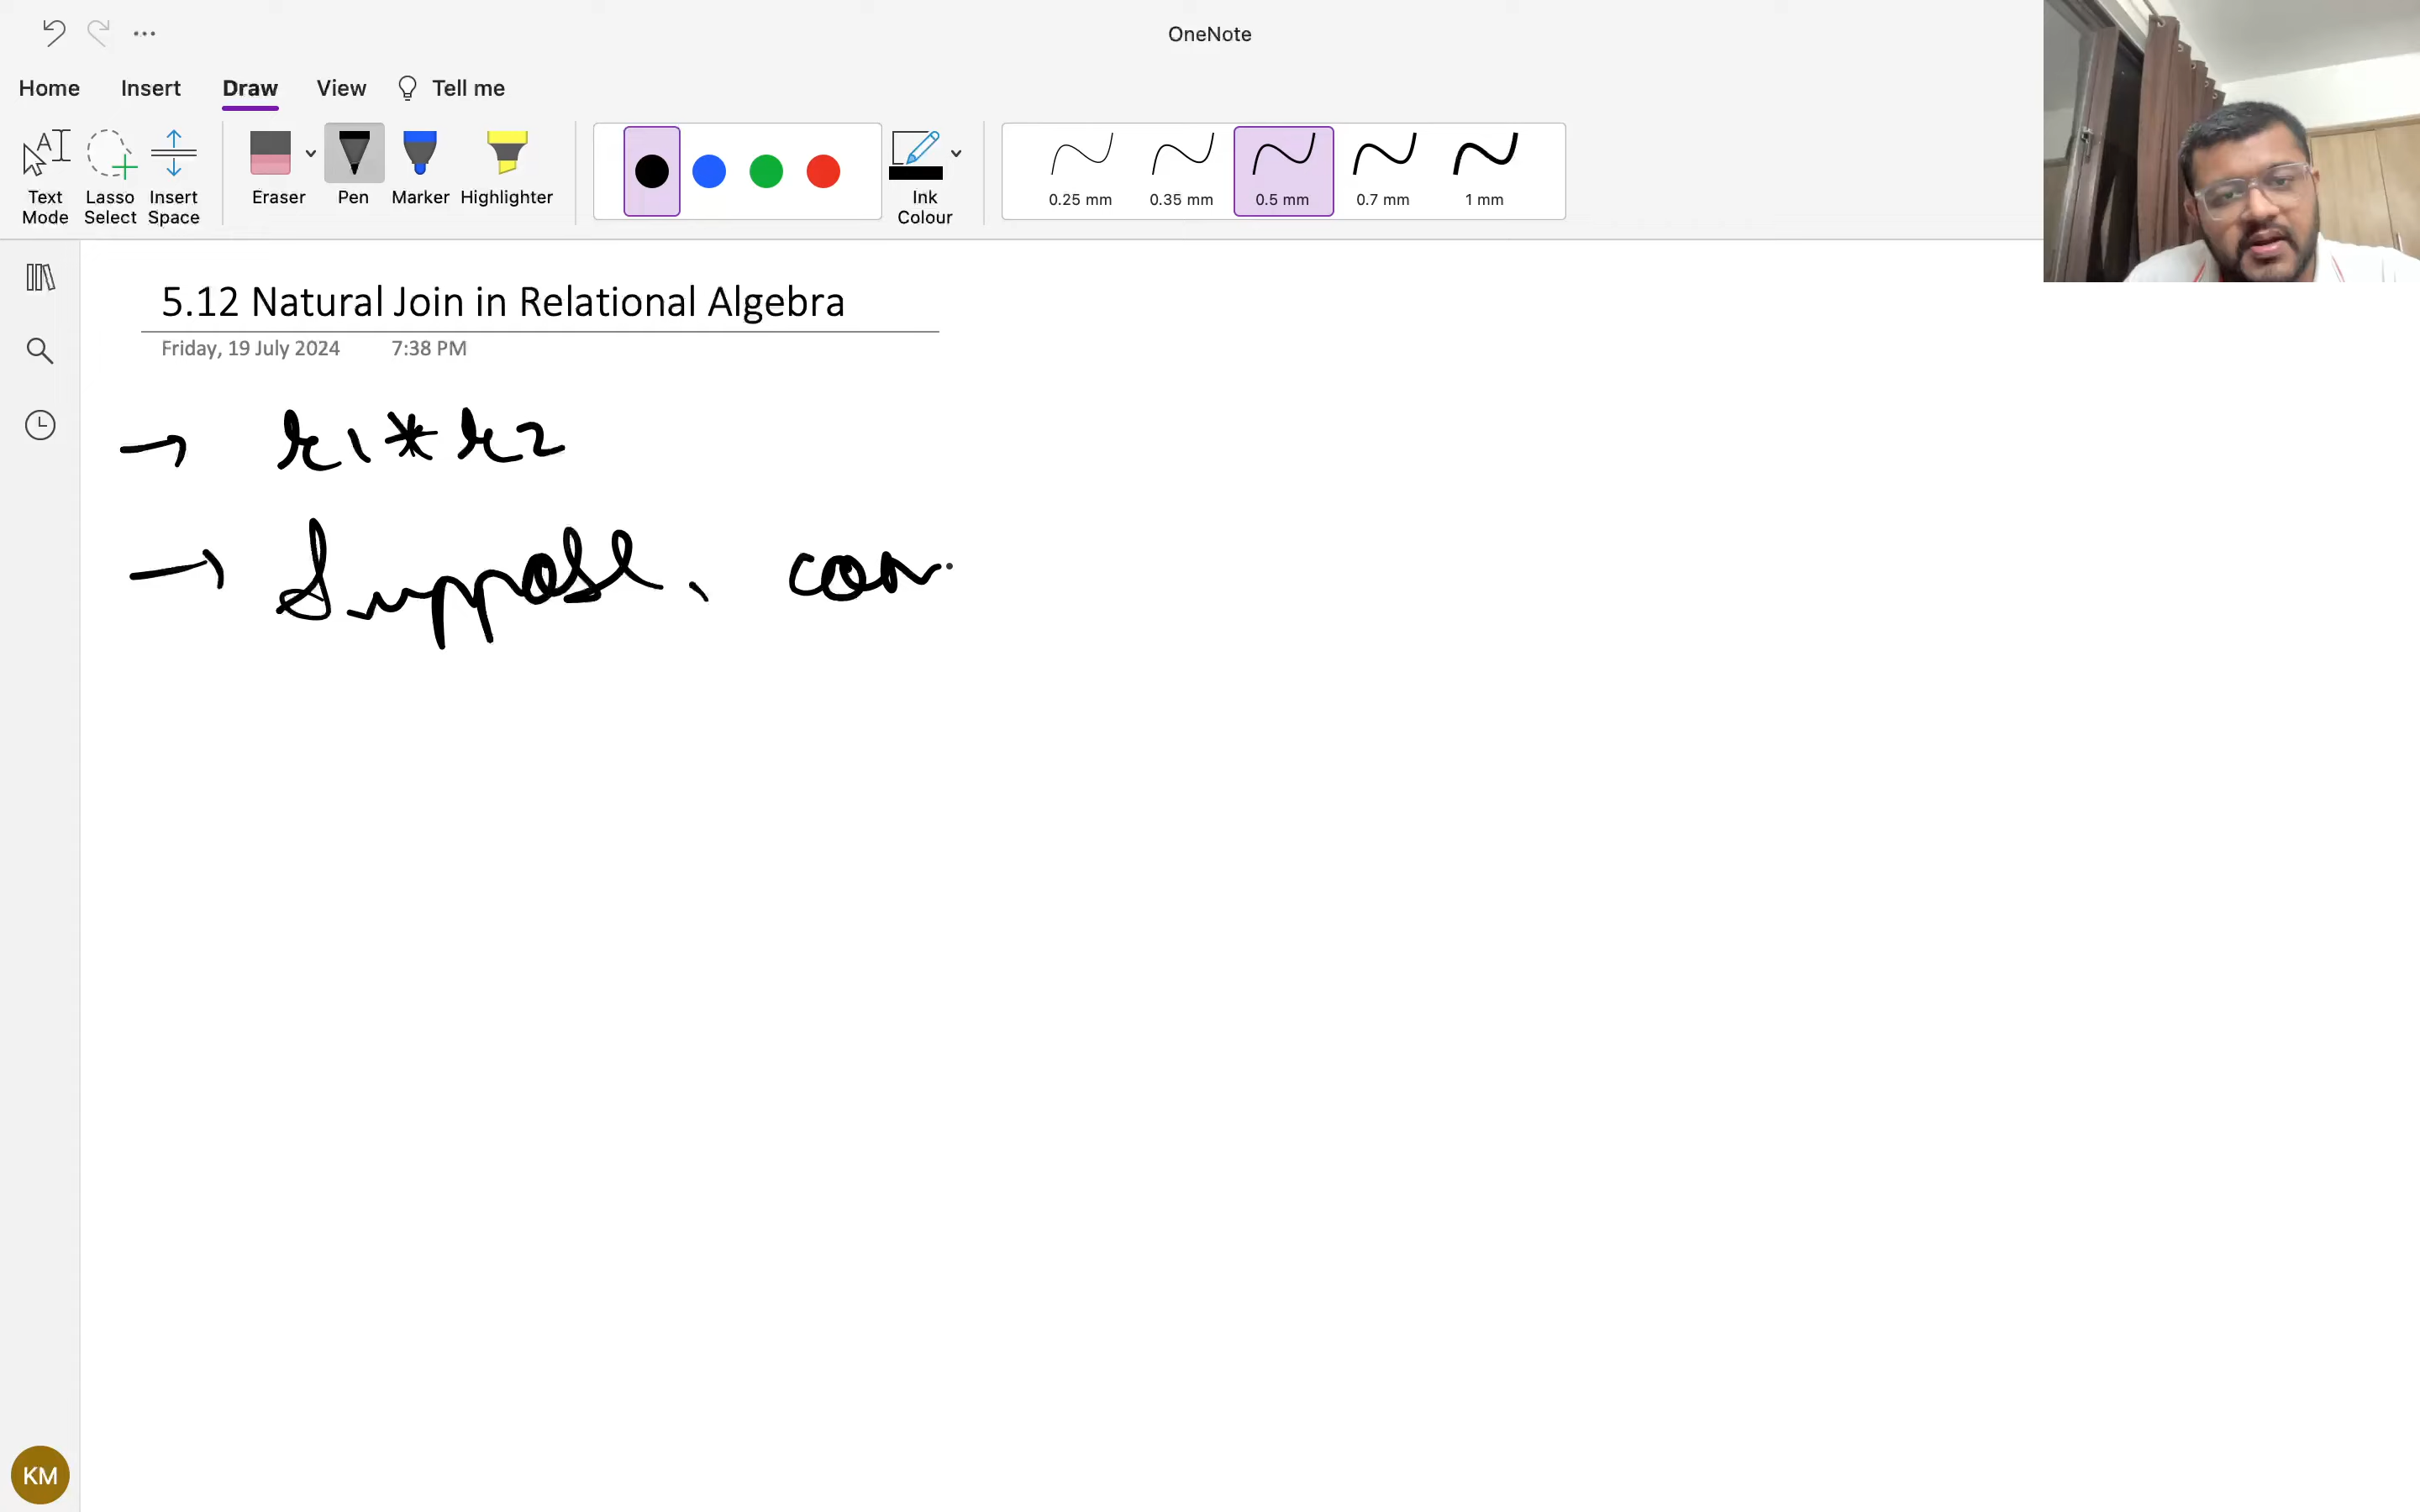 OneNote
Home Insert Draw View Tell me
Text Mode Lasso Select Insert Space Eraser Pen Marker Highlighter Ink Colour 0.25 mm 0.35 mm 0.5 mm 0.7 mm 1 mm
5.12 Natural Join in Relational Algebra
Friday, 19 July 2024 7:38 PM
→ r1*r2
→ Suppose, com
KM